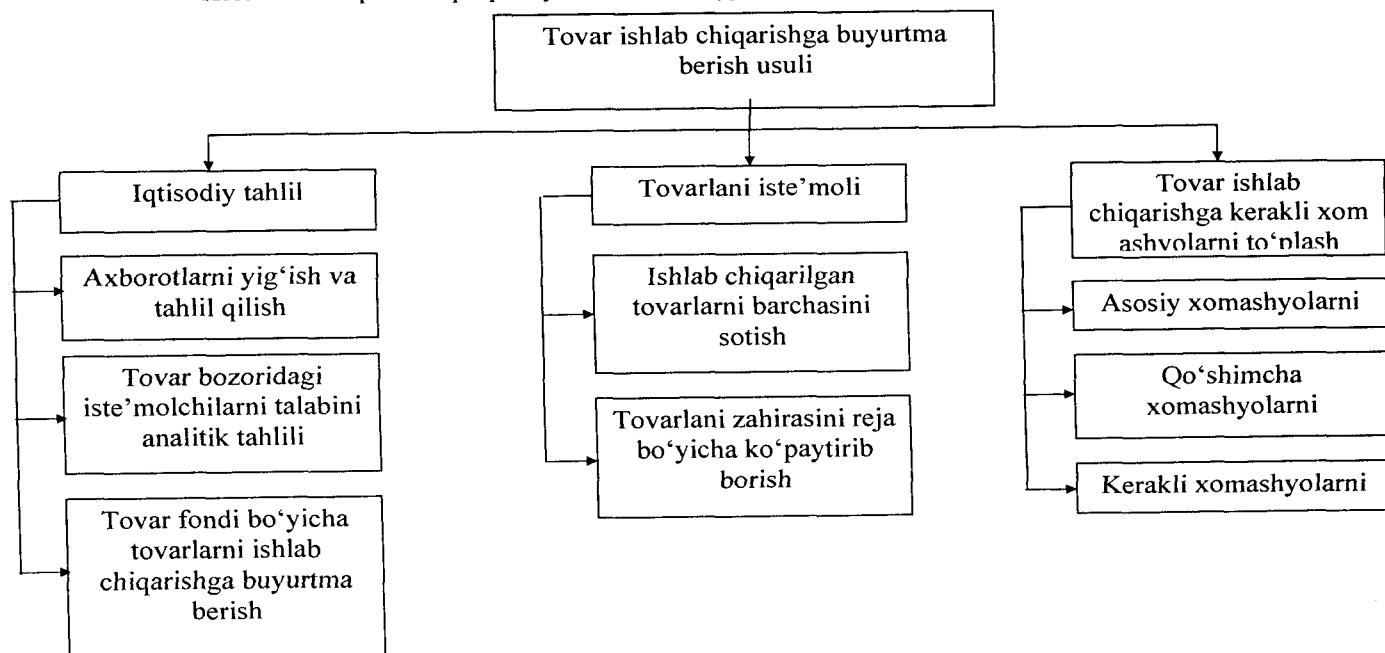 Tovar ishlab chiqarishga buyurtma
berish usuli
Iqtisodiy tahlil
Axborotlarni yig‘ish va
tahlil qilish
Tovar bozoridagi
iste’molchilarni talabini
analitik tahlili
Tovar fondi bo‘yicha
tovarlarni ishlab
chiqarishga buyurtma
berish
Tovarlani iste’moli
Ishlab chiqarilgan
tovarlarni barchasini
sotish
Tovarlani zahirasini reja
bo‘yicha ko‘paytirib
borish
Tovar ishlab
chiqarishga kerakli xom
ashyolarni to‘plash
Asosiy xomashyolarni
Qo‘shimcha
xomashyolarni
Kerakli xomashyolarni